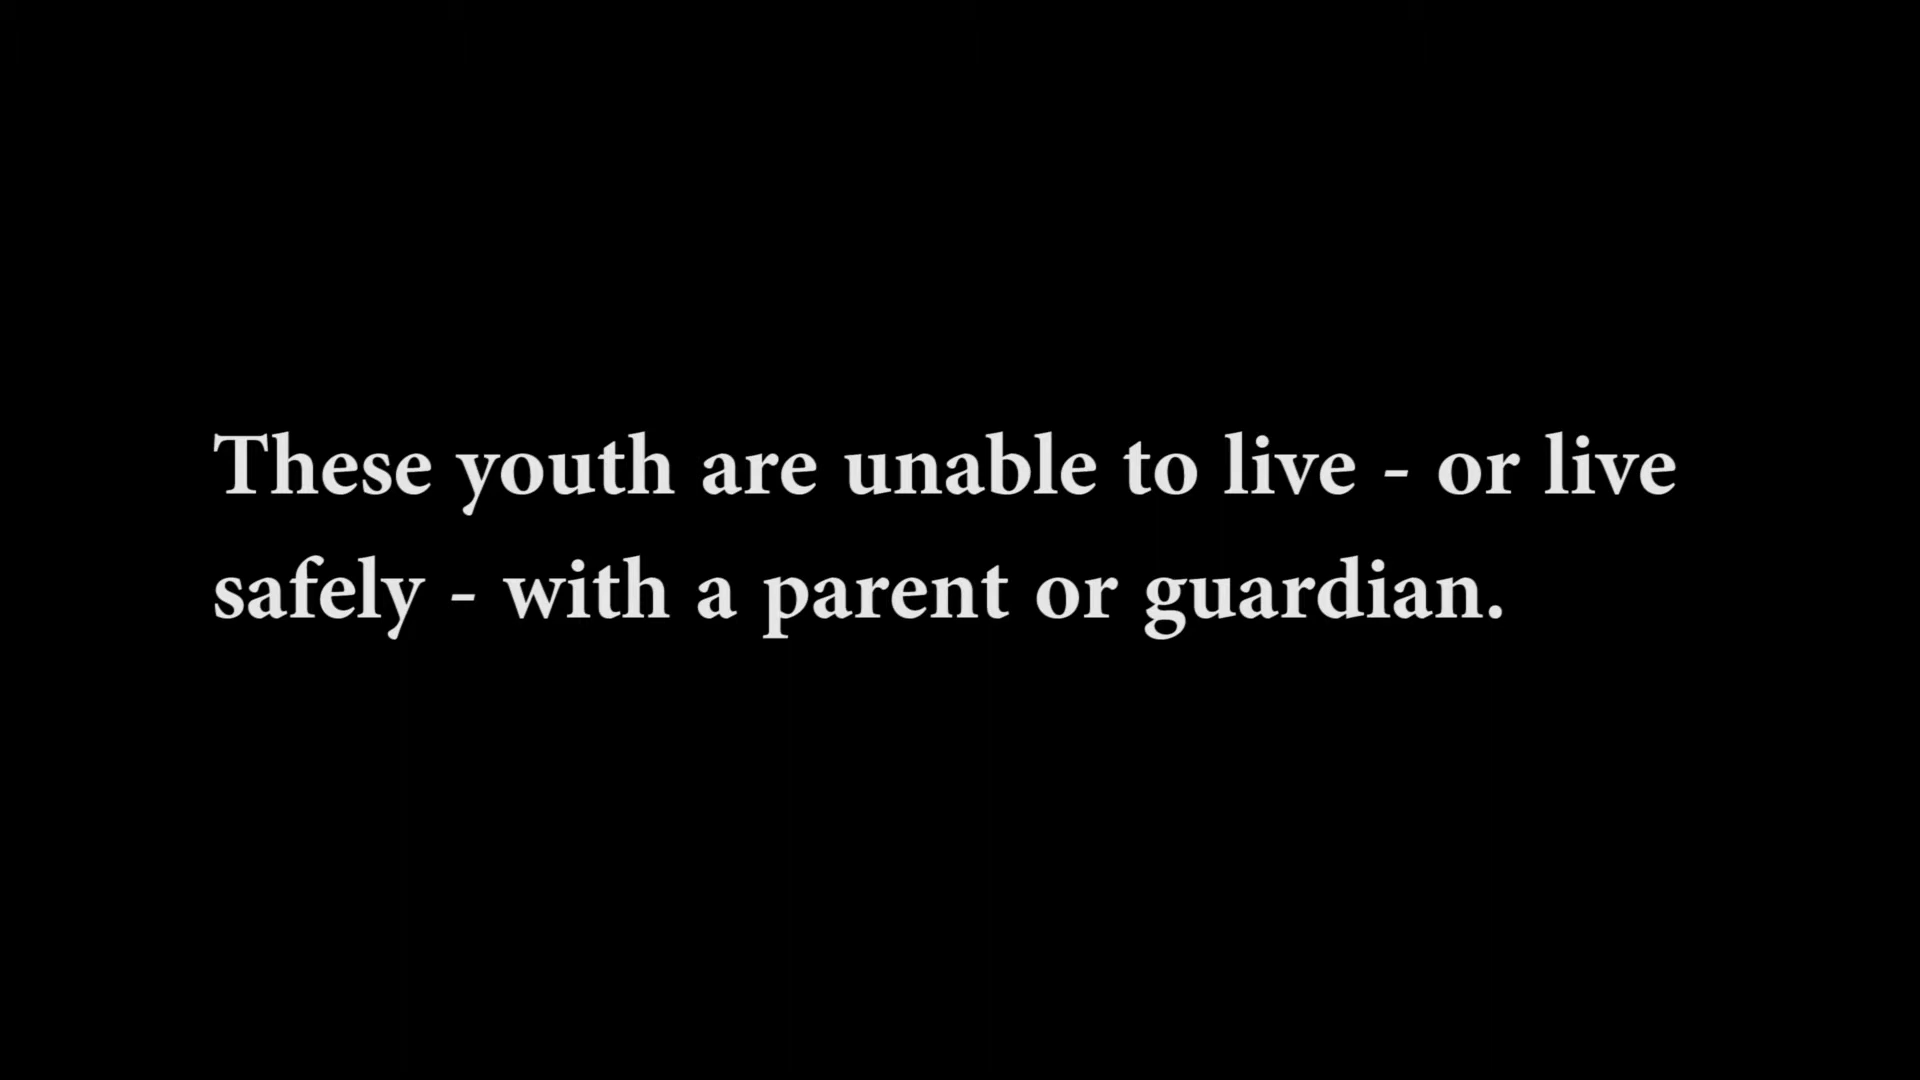 These youth are unable to live - or live
safely - with a parent or guardian.